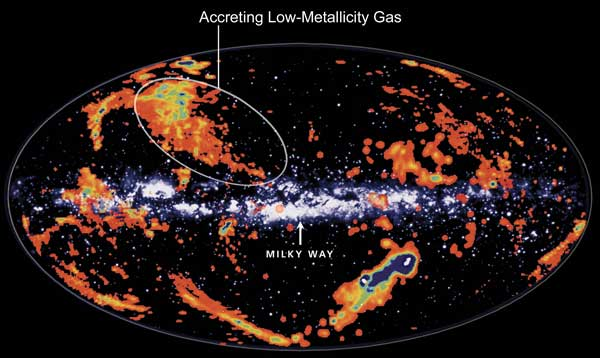 Accreting Low-Metallicity Gas
MILKY WAY